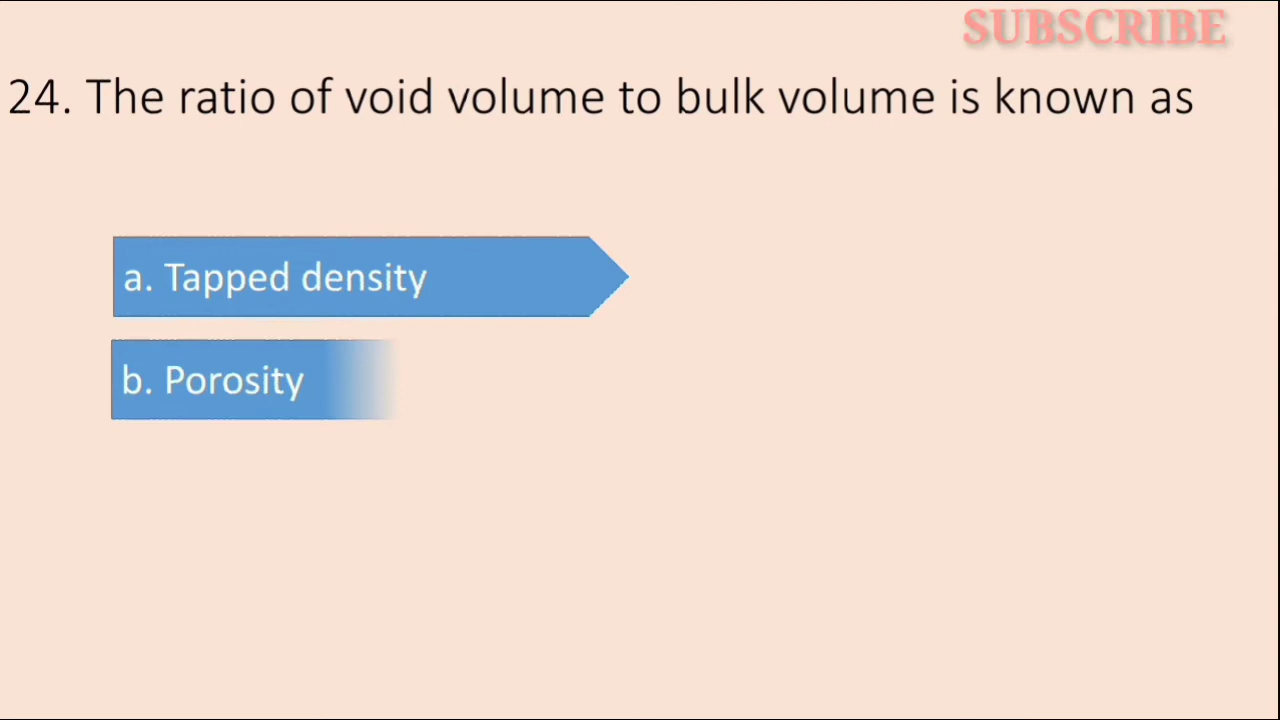 SUBSCRIBE
24. The ratio of void volume to bulk volume is known as
a. Tapped density
b. Porosity